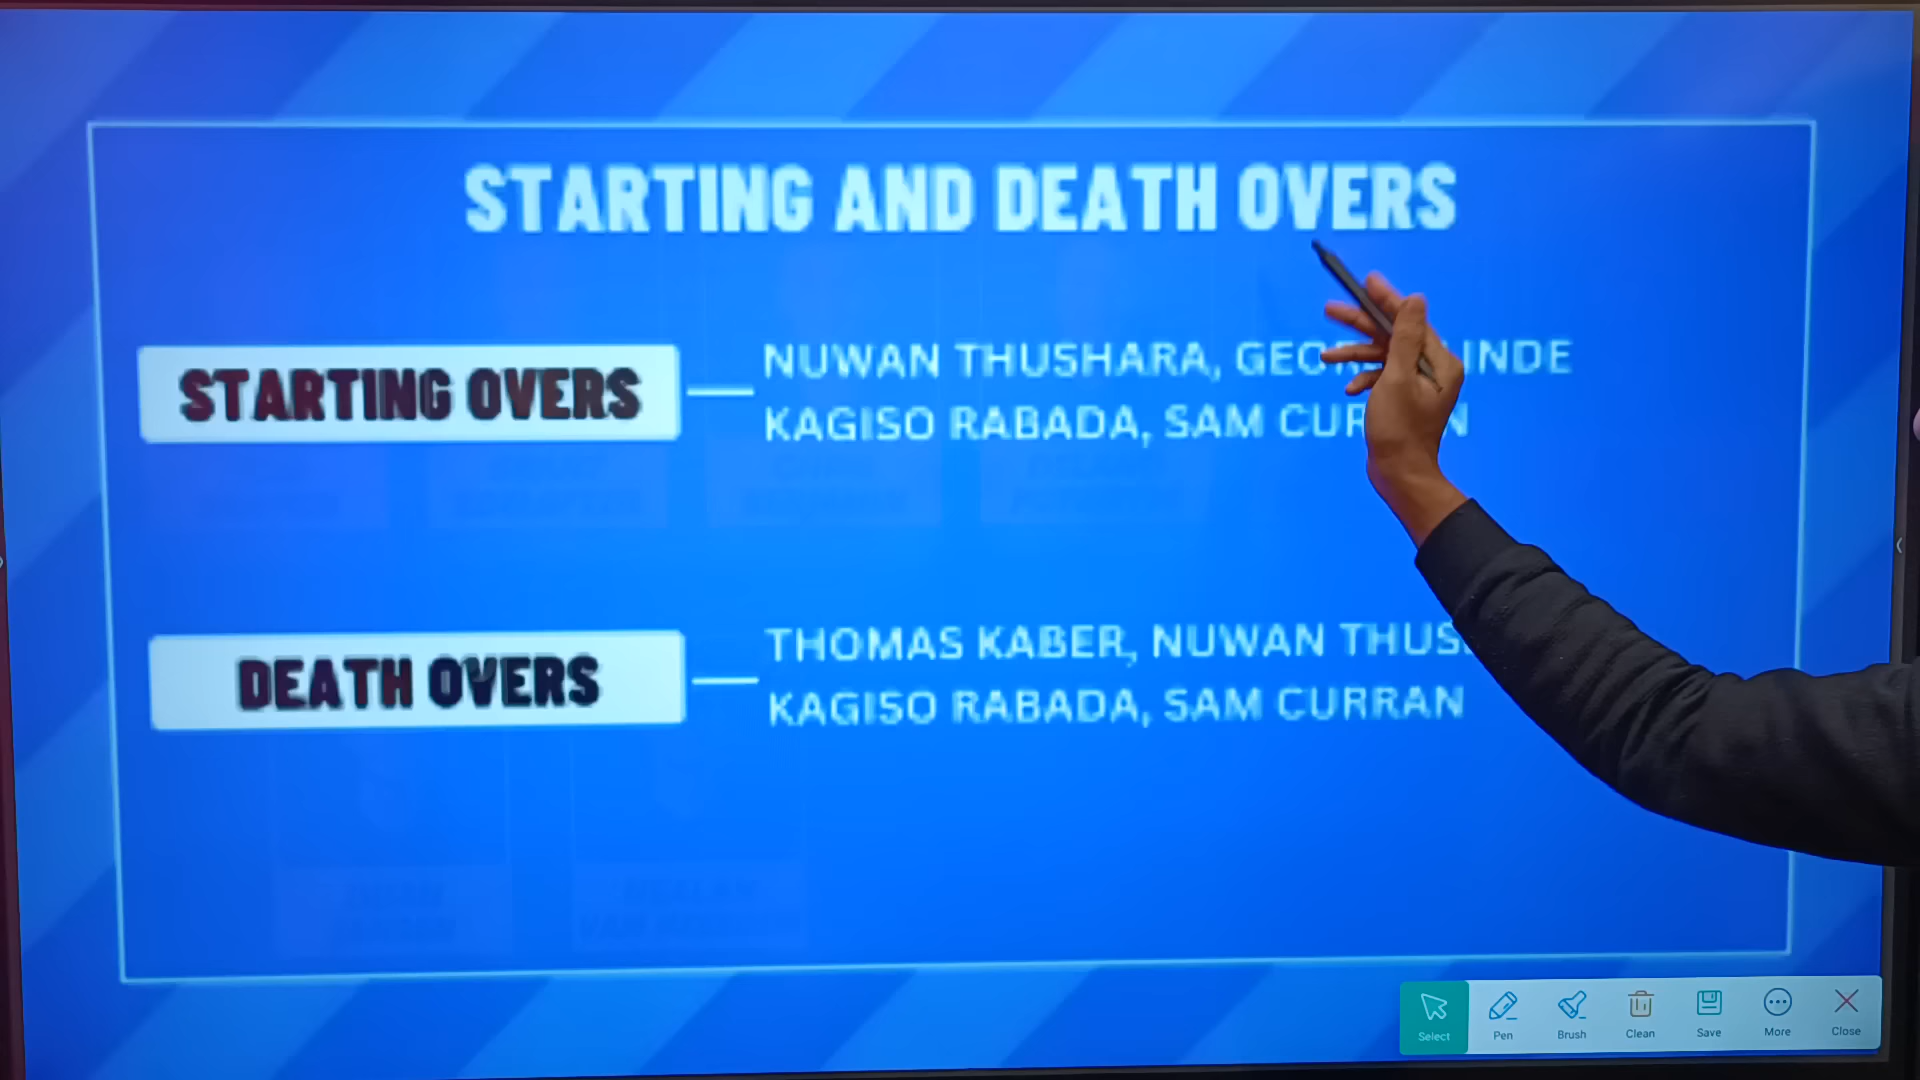 STARTING AND DEATH OVERS
STARTING OVERS
NUWAN THUSHARA, LINDE
KAGISO RABADA, SAM
DEATH OVERS
THOMAS KABER, NUWAN
KAGISO RABADA, SAM CURRAN
Select Pen Brush Clean Save More Close